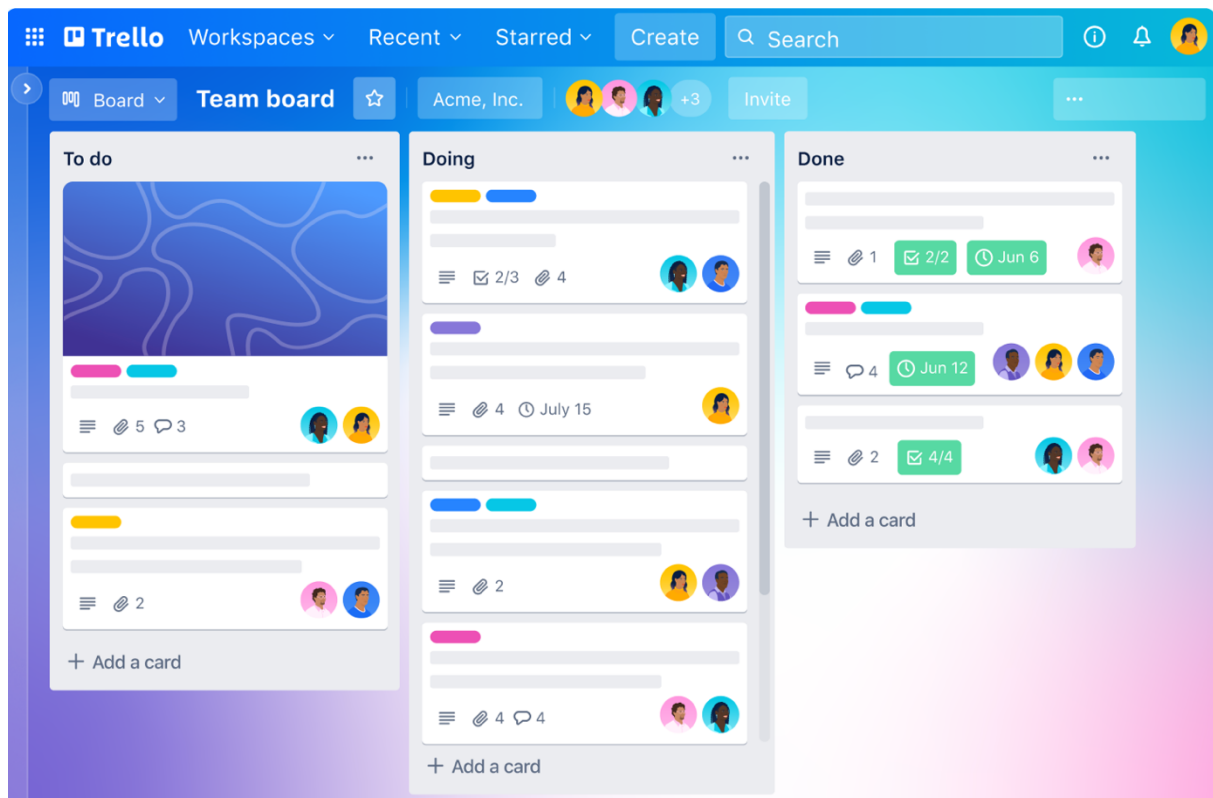 Trello Workspaces Recent Starred Create Search
Board Team board Acme, Inc. +3 Invite
To do
5 3
2
+ Add a card
Doing
2/3 4
4 July 15
2
4 4
+ Add a card
Done
1 2/2 Jun 6
4 Jun 12
2 4/4
+ Add a card